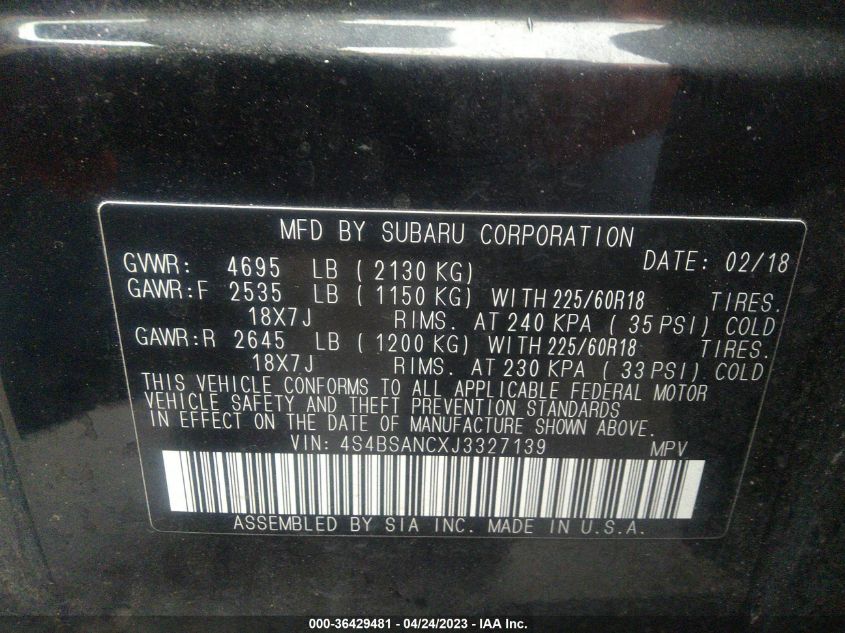 MFD BY SUBARU CORPORATION
DATE: 02/18
GVWR: 4695 LB ( 2130 KG)
GAWR:F 2535 LB ( 1150 KG) WITH 225/60R18 TIRES.
18X7J RIMS. AT 240 KPA ( 35 PSI) COLD
GAWR:R 2645 LB ( 1200 KG) WITH 225/60R18 TIRES.
18X7J RIMS. AT 230 KPA ( 33 PSI) COLD
THIS VEHICLE CONFORMS TO ALL APPLICABLE FEDERAL MOTOR
VEHICLE SAFETY AND THEFT PREVENTION STANDARDS
IN EFFECT ON THE DATE OF MANUFACTURE SHOWN ABOVE.
VIN: 4S4BSANCXJ3327139 MPV
ASSEMBLED BY SIA INC. MADE IN U.S.A.
000-36429481 - 04/24/2023 - IAA Inc.